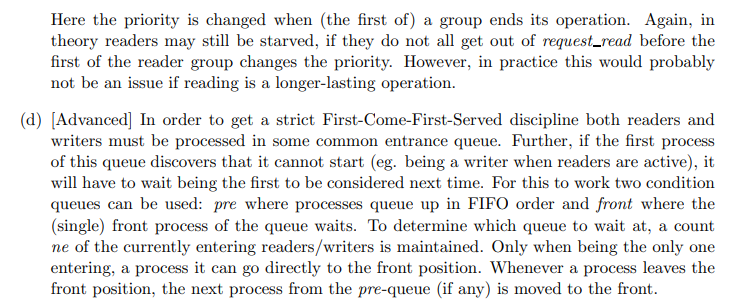 Here the priority is changed when (the first of) a group ends its operation. Again, in
theory readers may still be starved, if they do not all get out of request_read before the
first of the reader group changes the priority. However, in practice this would probably
not be an issue if reading is a longer-lasting operation.
(d) [Advanced] In order to get a strict First-Come-First-Served discipline both readers and
writers must be processed in some common entrance queue. Further, if the first process
of this queue discovers that it cannot start (eg. being a writer when readers are active), it
will have to wait being the first to be considered next time. For this to work two condition
queues can be used: pre where processes queue up in FIFO order and front where the
(single) front process of the queue waits. To determine which queue to wait at, a count
ne of the currently entering readers/writers is maintained. Only when being the only one
entering, a process it can go directly to the front position. Whenever a process leaves the
front position, the next process from the pre-queue (if any) is moved to the front.